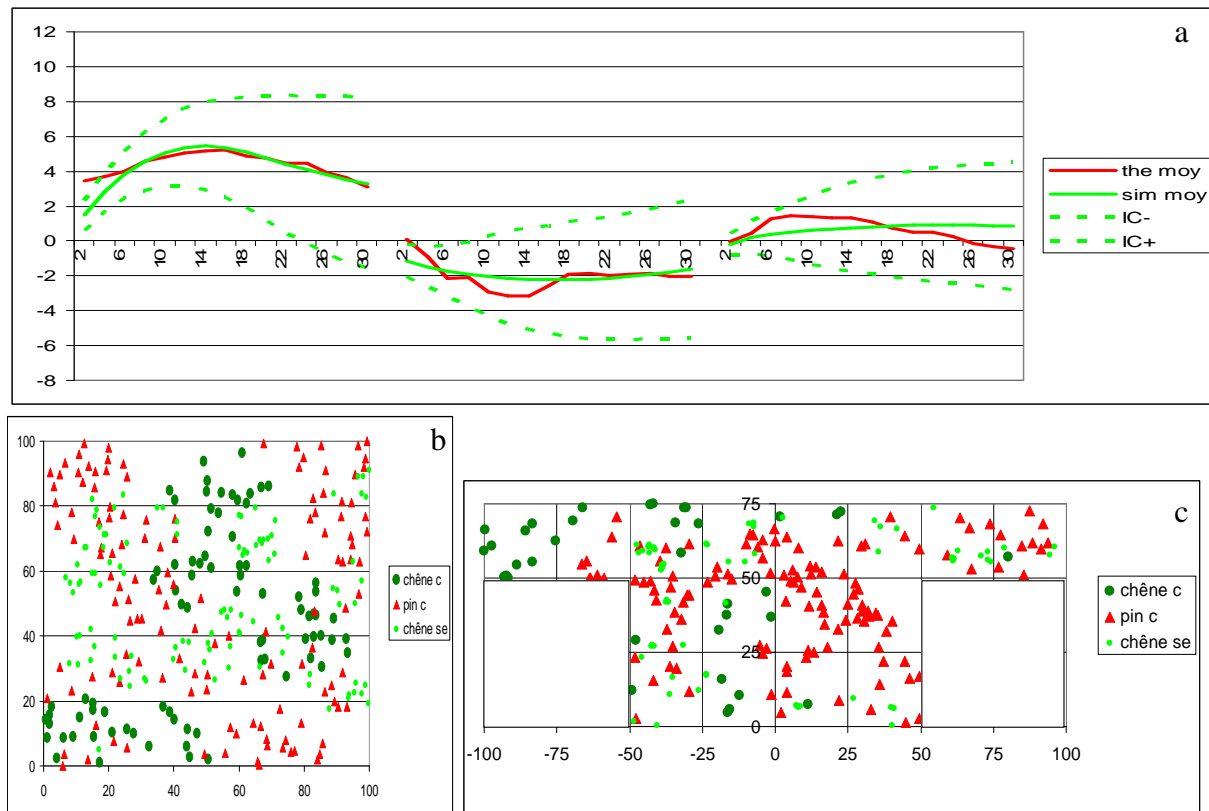 a
12
10
8
6
4
2
0
-2
-4
-6
-8
2 6 10 14 18 22 26 30 2 6 10 14 18 22 26 30 2 6 10 14 18 22 26 30
the moy
sim moy
IC-
IC+
b
100
80
60
40
20
0
0 20 40 60 80 100
chêne c
pin c
chêne se
c
75
50
25
0
-100 -75 -50 -25 0 25 50 75 100
chêne c
pin c
chêne se